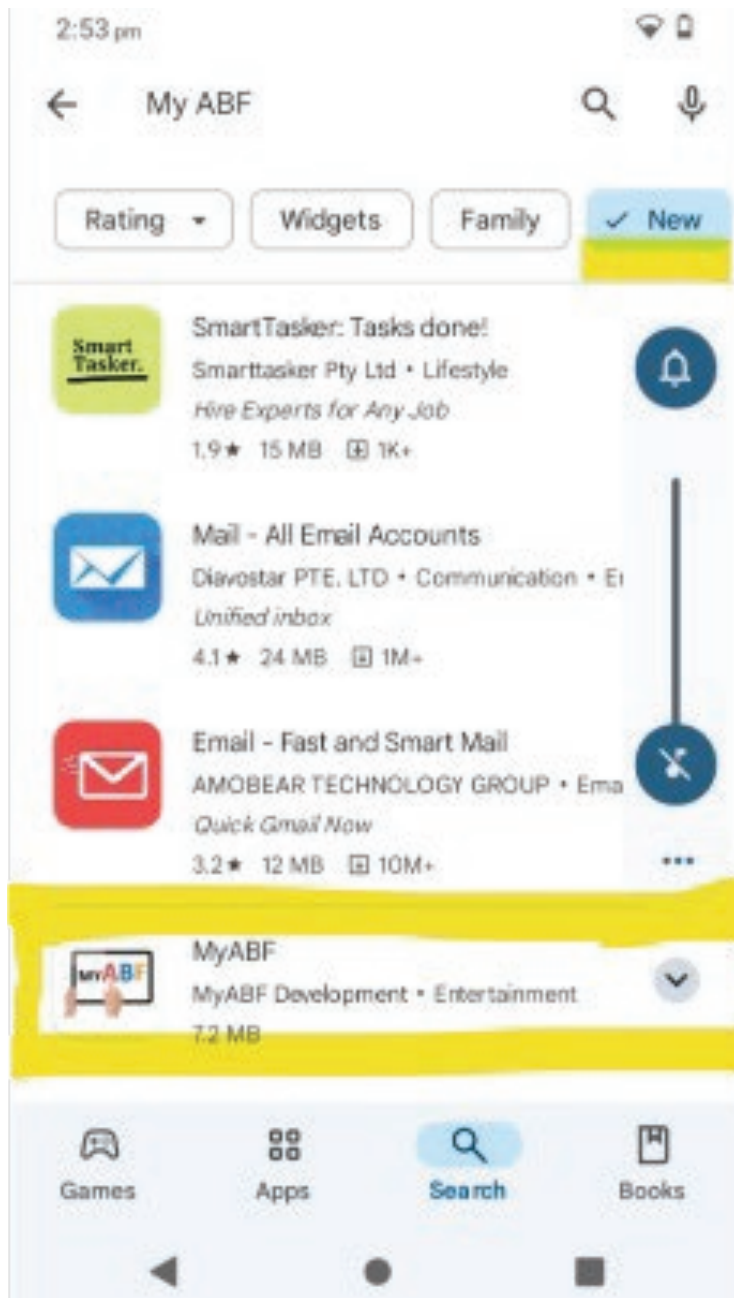 2:53 pm
My ABF
Rating
Widgets
Family
New
Smart
Tasker.
SmartTasker: Tasks done!
Smarttasker Pty Ltd • Lifestyle
Hire Experts for Any Job
1.9★ 15 MB 1K+
Mail - All Email Accounts
Diavostar PTE. LTD • Communication • Er
Unified inbox
4.1★ 24 MB 1M+
Email - Fast and Smart Mail
AMOBEAR TECHNOLOGY GROUP • Ema
Quick Gmail Now
3.2★ 12 MB 10M+
MYABF
MyABF
MyABF Development • Entertainment
7.2 MB
Games
Apps
Search
Books